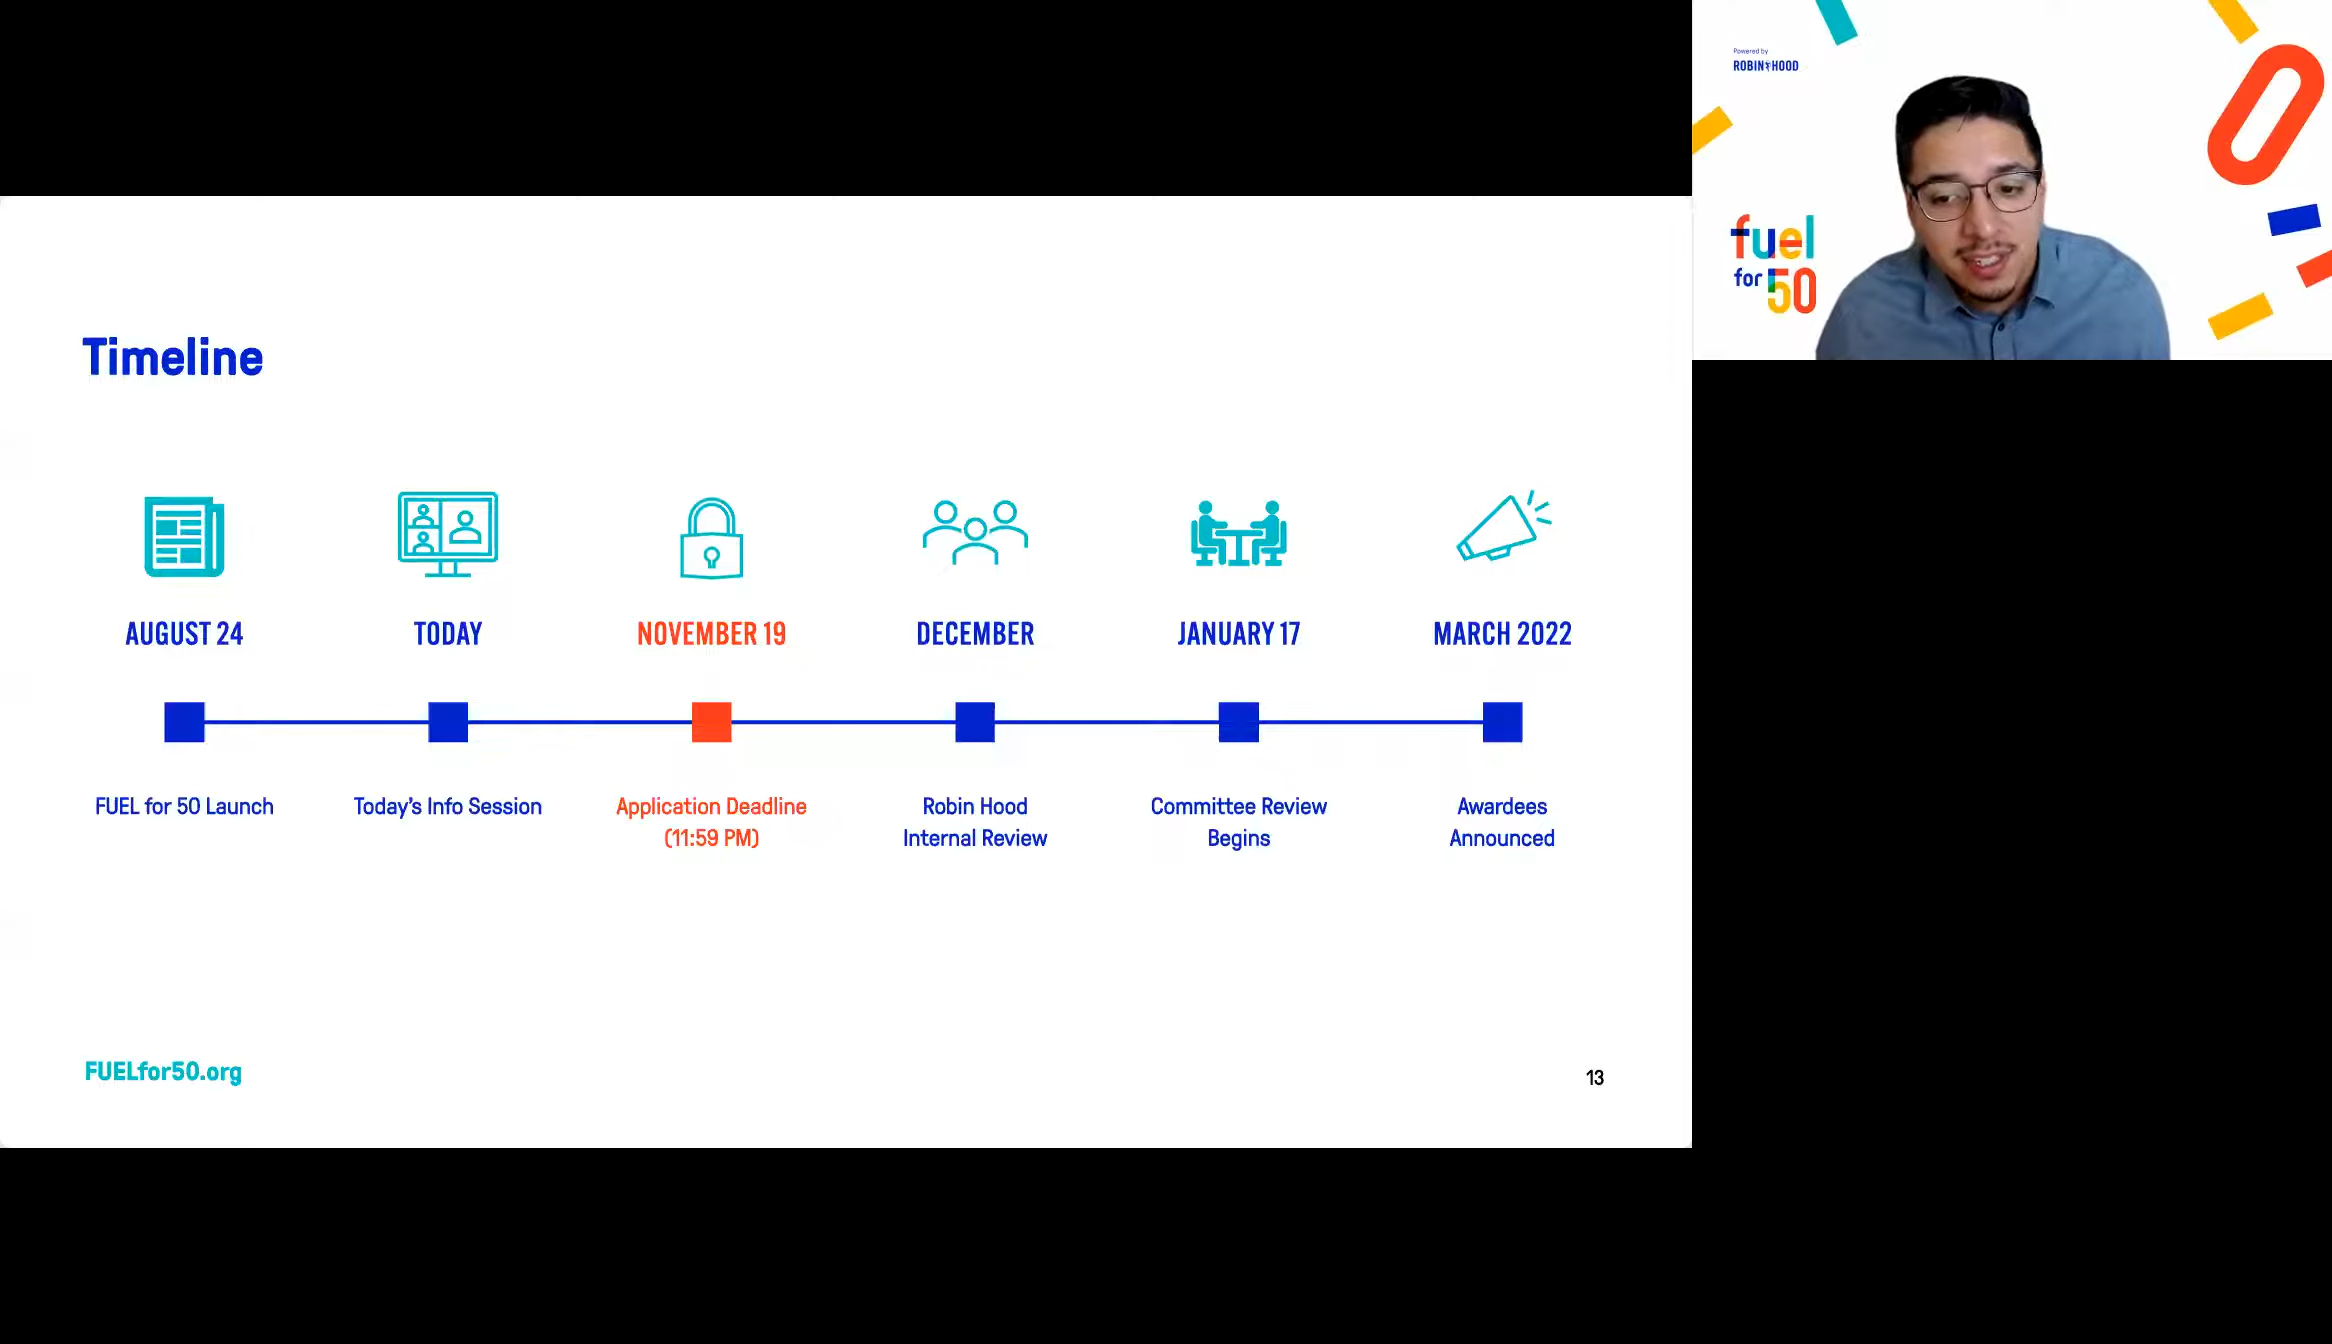 Timeline
AUGUST 24
TODAY
NOVEMBER 19
DECEMBER
JANUARY 17
MARCH 2022
FUEL for 50 Launch
Today's Info Session
Application Deadline
(11:59 PM)
Robin Hood
Internal Review
Committee Review
Begins
Awardees
Announced
FUELfor50.org
13
Powered by
ROBIN HOOD
fuel
for 50